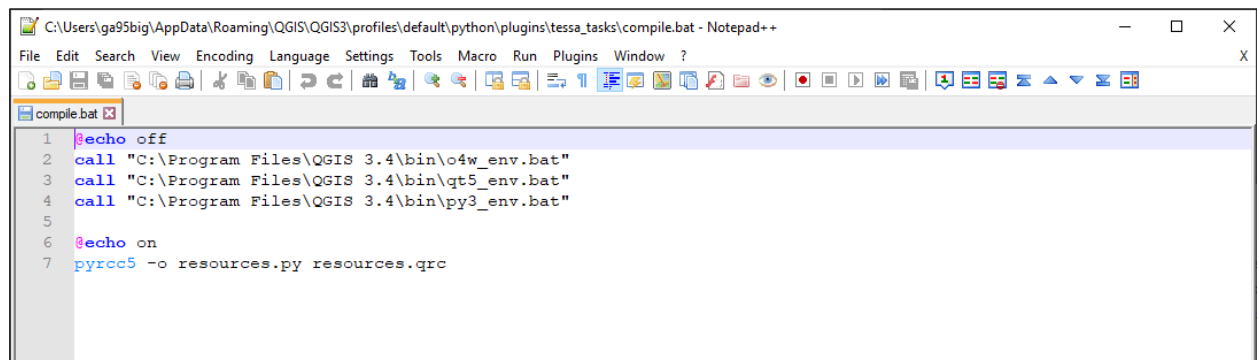 C:\Users\ga95big\AppData\Roaming\QGIS\QGIS3\profiles\default\python\plugins\tessa_tasks\compile.bat - Notepad++
File Edit Search View Encoding Language Settings Tools Macro Run Plugins Window ? X
compile.bat
1 @echo off
2 call "C:\Program Files\QGIS 3.4\bin\o4w_env.bat"
3 call "C:\Program Files\QGIS 3.4\bin\qt5_env.bat"
4 call "C:\Program Files\QGIS 3.4\bin\py3_env.bat"
5
6 @echo on
7 pyrcc5 -o resources.py resources.qrc